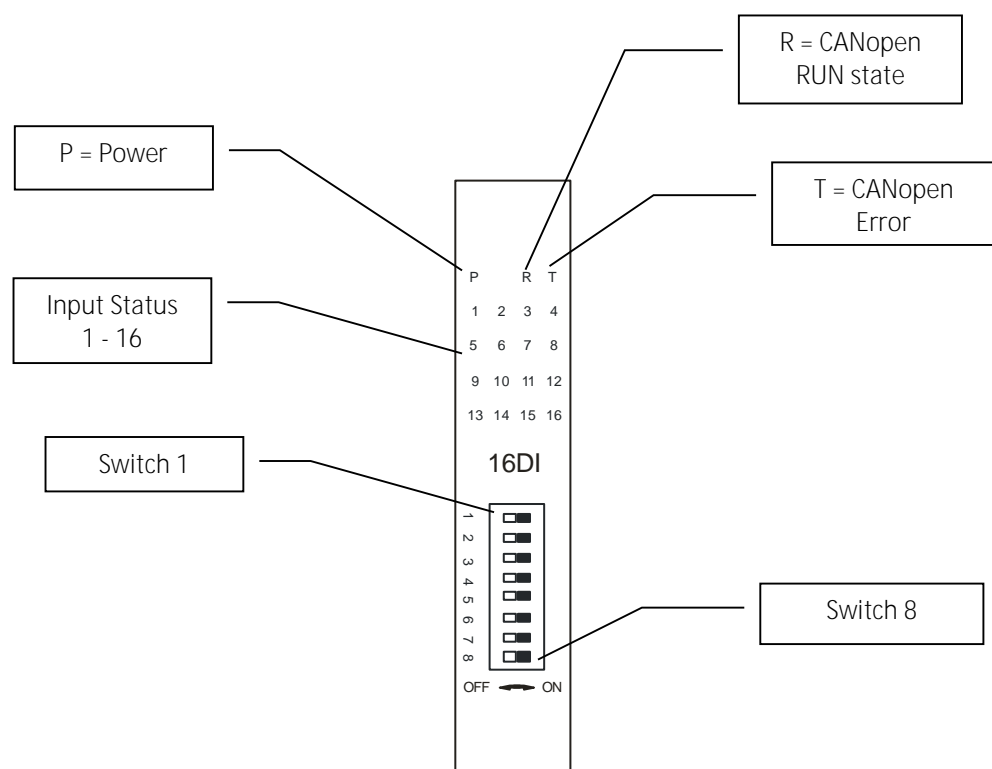 R = CANopen
RUN state
P = Power
T = CANopen
Error
P R T
Input Status
1 - 16
1 2 3 4
5 6 7 8
9 10 11 12
13 14 15 16
Switch 1
16DI
1
2
3
4
5
6
7
8
Switch 8
OFF ON